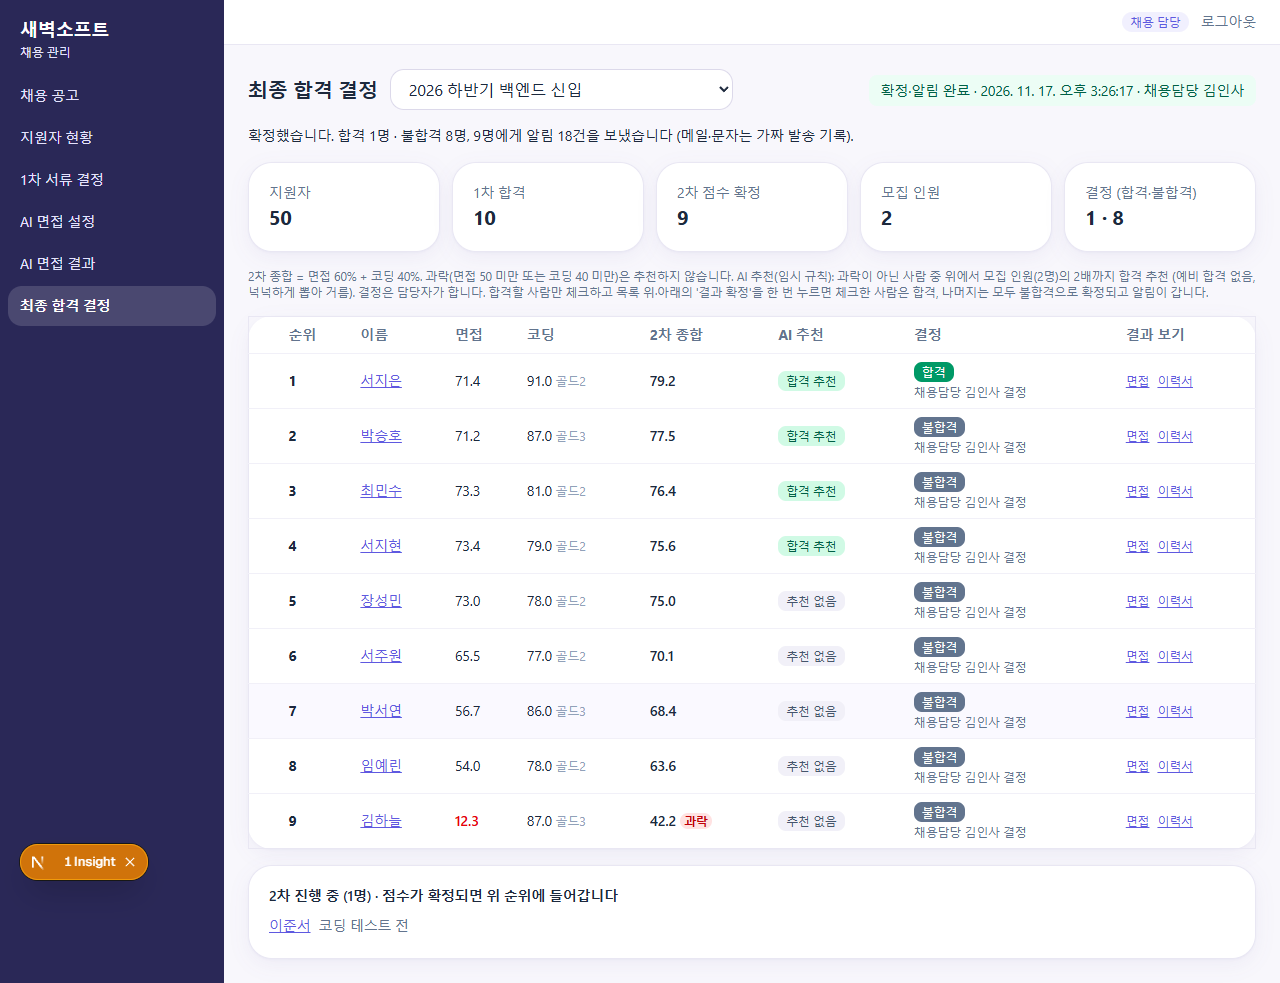 새벽소프트
채용 관리
채용 공고
지원자 현황
1차 서류 결정
AI 면접 설정
AI 면접 결과
최종 합격 결정
1 Insight
채용 담당 로그아웃
최종 합격 결정 2026 하반기 백엔드 신입 확정·알림 완료 · 2026. 11. 17. 오후 3:26:17 · 채용담당 김인사
확정했습니다. 합격 1명 · 불합격 8명, 9명에게 알림 18건을 보냈습니다 (메일·문자는 가짜 발송 기록).
지원자 1차 합격 2차 점수 확정 모집 인원 결정 (합격·불합격)
50 10 9 2 1 · 8
2차 종합 = 면접 60% + 코딩 40%. 과락(면접 50 미만 또는 코딩 40 미만)은 추천하지 않습니다. AI 추천(임시 규칙): 과락이 아닌 사람 중 위에서 모집 인원(2명)의 2배까지 합격 추천 (예비 합격 없음,
넉넉하게 뽑아 거름). 결정은 담당자가 합니다. 합격할 사람만 체크하고 목록 위·아래의 '결과 확정'을 한 번 누르면 체크한 사람은 합격, 나머지는 모두 불합격으로 확정되고 알림이 갑니다.
순위 이름 면접 코딩 2차 종합 AI 추천 결정 결과 보기
1 서지은 71.4 91.0 골드2 79.2 합격 추천 합격 채용담당 김인사 결정 면접 이력서
2 박승호 71.2 87.0 골드3 77.5 합격 추천 불합격 채용담당 김인사 결정 면접 이력서
3 최민수 73.3 81.0 골드2 76.4 합격 추천 불합격 채용담당 김인사 결정 면접 이력서
4 서지현 73.4 79.0 골드2 75.6 합격 추천 불합격 채용담당 김인사 결정 면접 이력서
5 장성민 73.0 78.0 골드2 75.0 추천 없음 불합격 채용담당 김인사 결정 면접 이력서
6 서주원 65.5 77.0 골드2 70.1 추천 없음 불합격 채용담당 김인사 결정 면접 이력서
7 박서연 56.7 86.0 골드3 68.4 추천 없음 불합격 채용담당 김인사 결정 면접 이력서
8 임예린 54.0 78.0 골드2 63.6 추천 없음 불합격 채용담당 김인사 결정 면접 이력서
9 김하늘 12.3 87.0 골드3 42.2 과락 추천 없음 불합격 채용담당 김인사 결정 면접 이력서
2차 진행 중 (1명) · 점수가 확정되면 위 순위에 들어갑니다
이준서 코딩 테스트 전